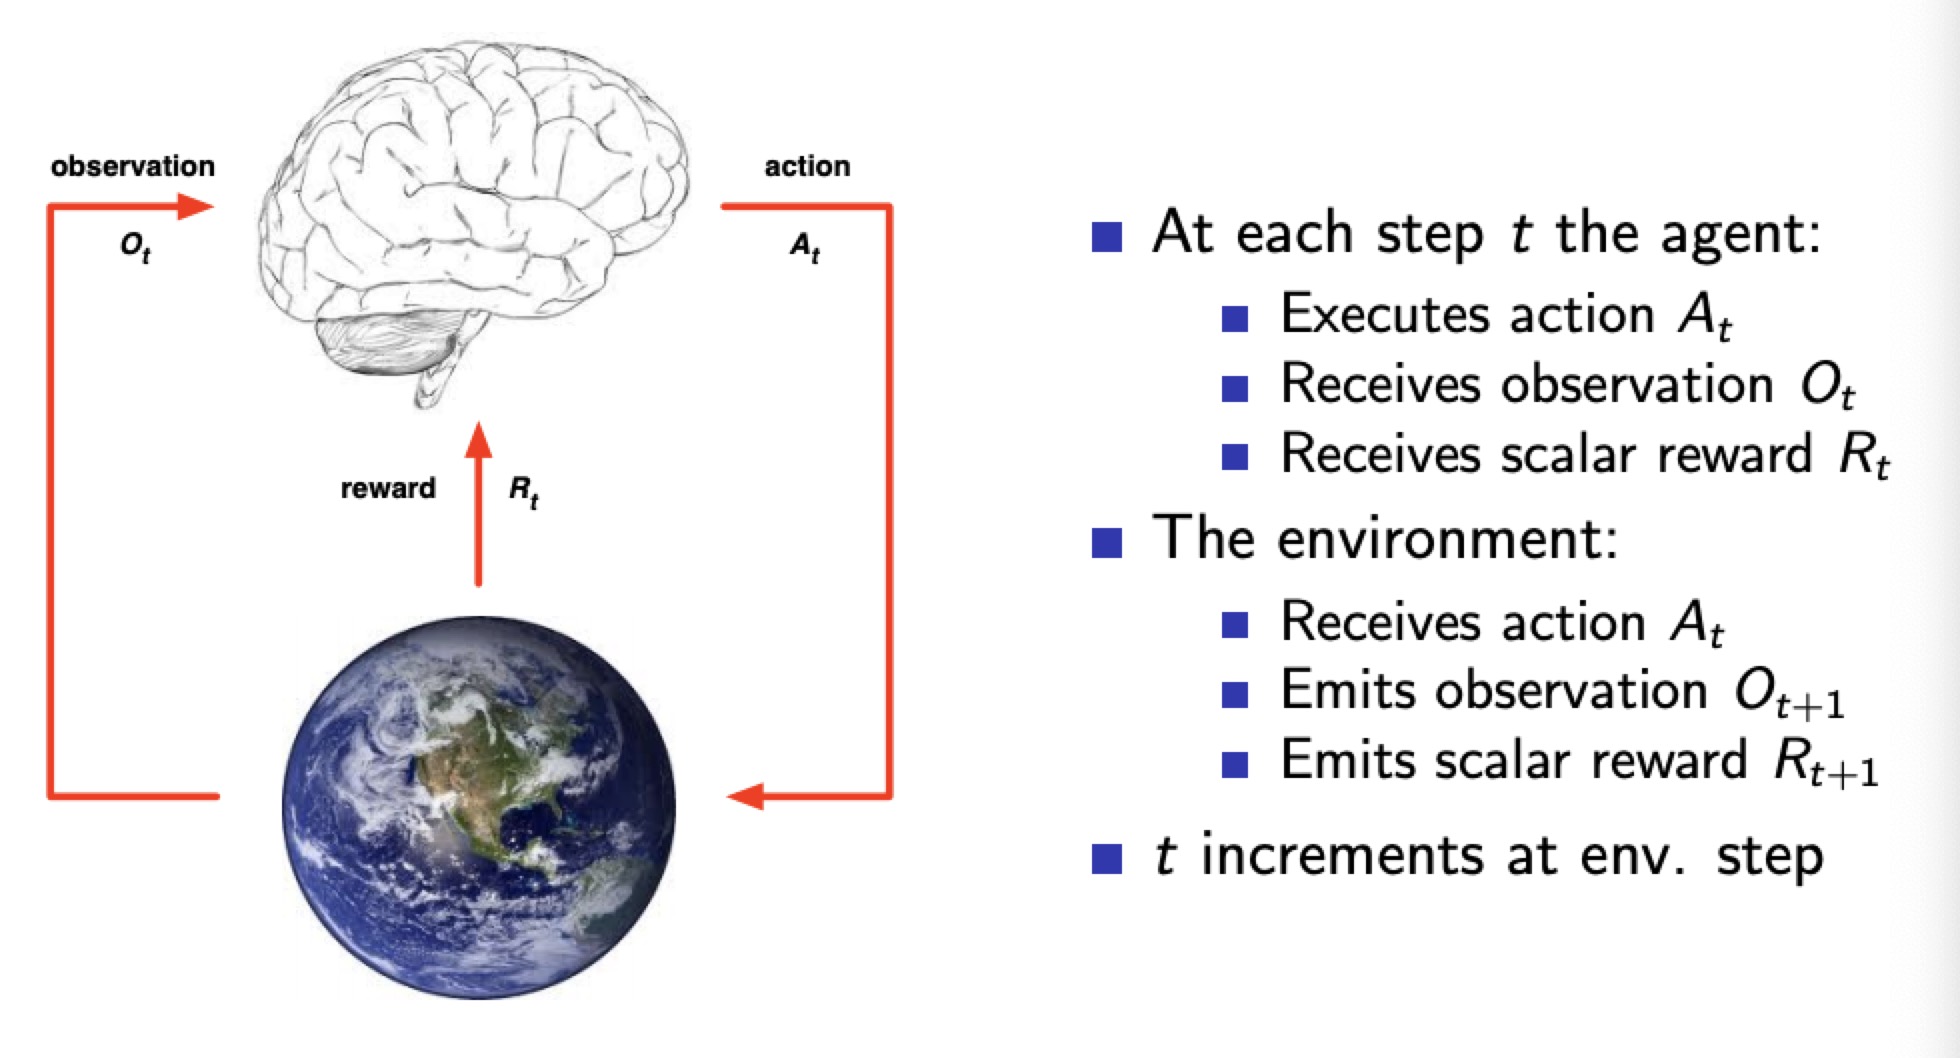 observation
O_t
action
A_t
reward
R_t
At each step t the agent:
Executes action A_t
Receives observation O_t
Receives scalar reward R_t
The environment:
Receives action A_t
Emits observation O_{t+1}
Emits scalar reward R_{t+1}
t increments at env. step